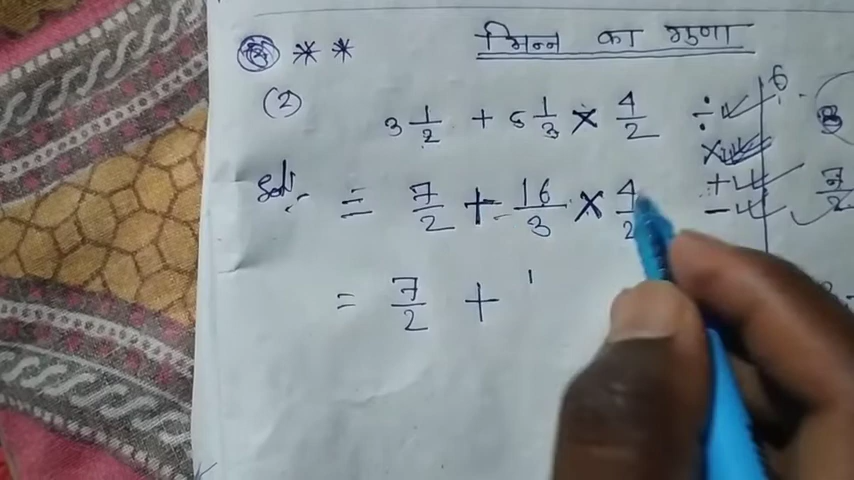 भिन्न का गुणा
(2) 3 1/2 + 5 1/3 × 4/2
Sol. = 7/2 + 16/3 × 4/2
= 7/2 + 1
÷
×
+
-
6
7/2